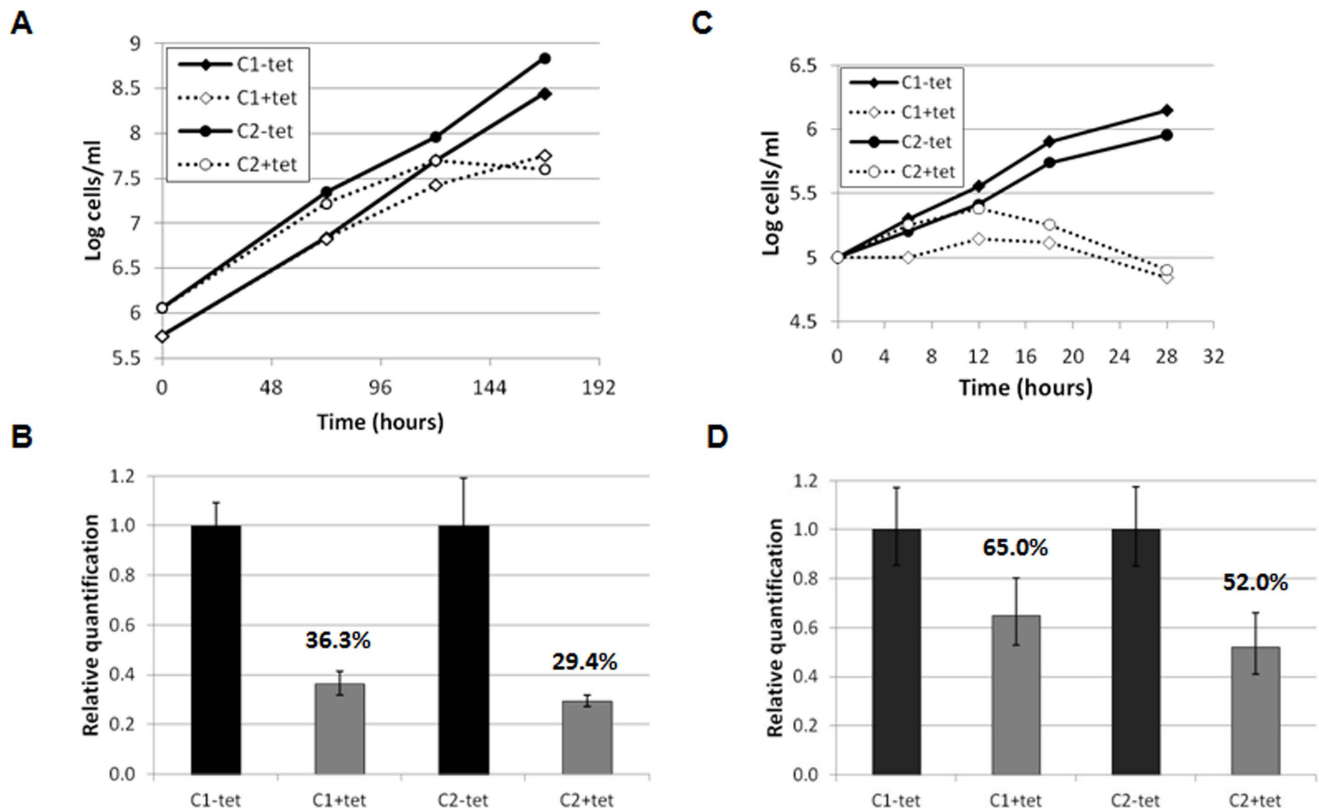 A
9
8.5
8
7.5
7
6.5
6
5.5
Log cells/ml
C1-tet
C1+tet
C2-tet
C2+tet
0 48 96 144 192
Time (hours)
C
6.5
6
5.5
5
4.5
Log cells/ml
C1-tet
C1+tet
C2-tet
C2+tet
0 4 8 12 16 20 24 28 32
Time (hours)
B
1.2
1.0
0.8
0.6
0.4
0.2
0.0
Relative quantification
36.3%
29.4%
C1-tet C1+tet C2-tet C2+tet
D
1.2
1.0
0.8
0.6
0.4
0.2
0.0
Relative quantification
65.0%
52.0%
C1-tet C1+tet C2-tet C2+tet